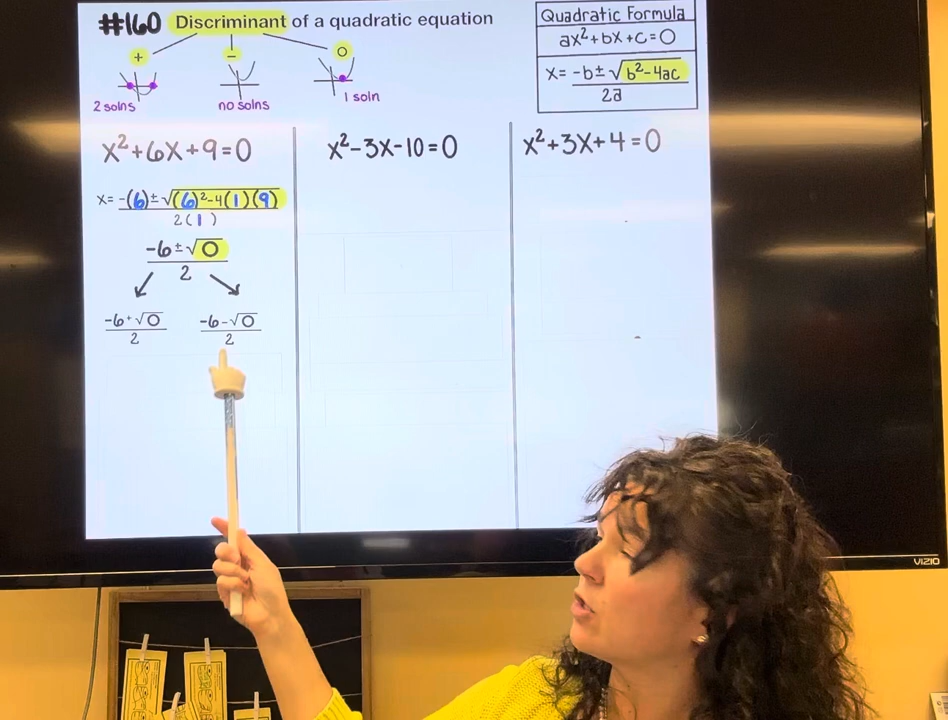 #160 Discriminant of a quadratic equation
+ − 0
2 solns no solns 1 soln
Quadratic Formula
ax²+bx+c=0
x= -b±√b²-4ac
2a
x²+6x+9=0
x= -(6)±√(6)²-4(1)(9)
2(1)
-6±√0
2
-6+√0
2
-6-√0
2
x²-3x-10=0
x²+3x+4=0
VIZIO